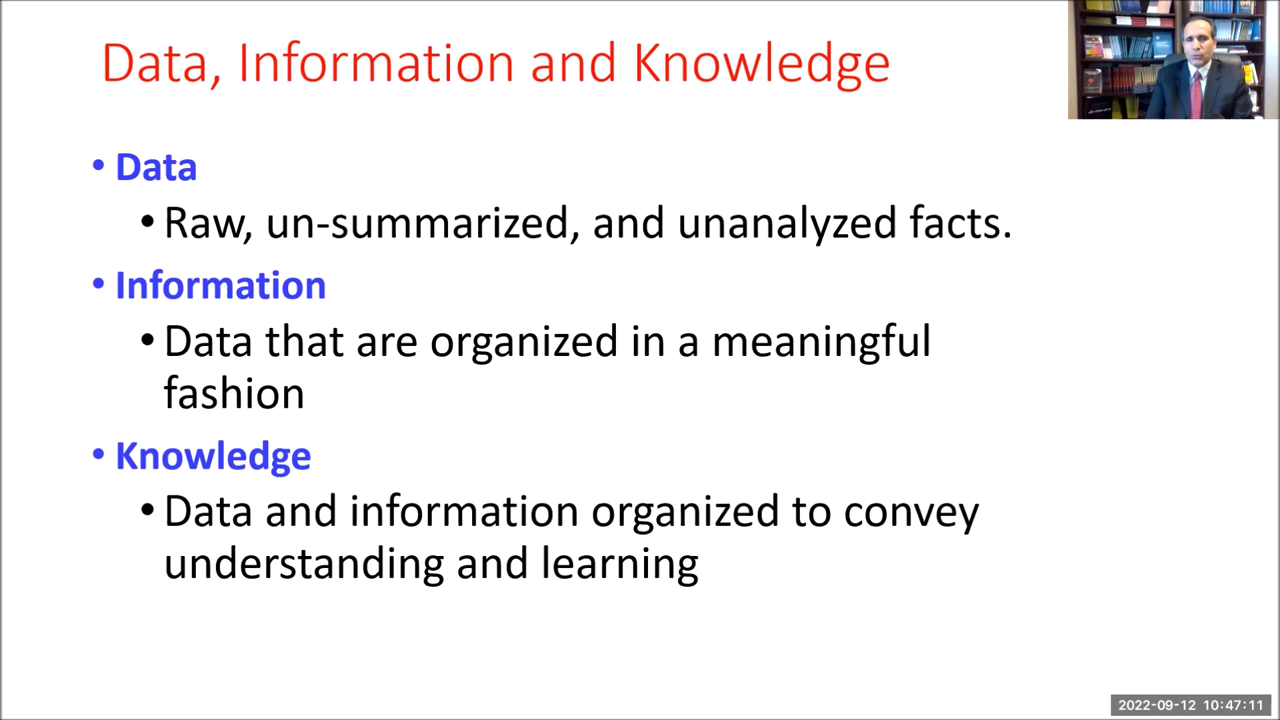 Data, Information and Knowledge
• Data
• Raw, un-summarized, and unanalyzed facts.
• Information
• Data that are organized in a meaningful
fashion
• Knowledge
• Data and information organized to convey
understanding and learning
2022-09-12 10:47:11